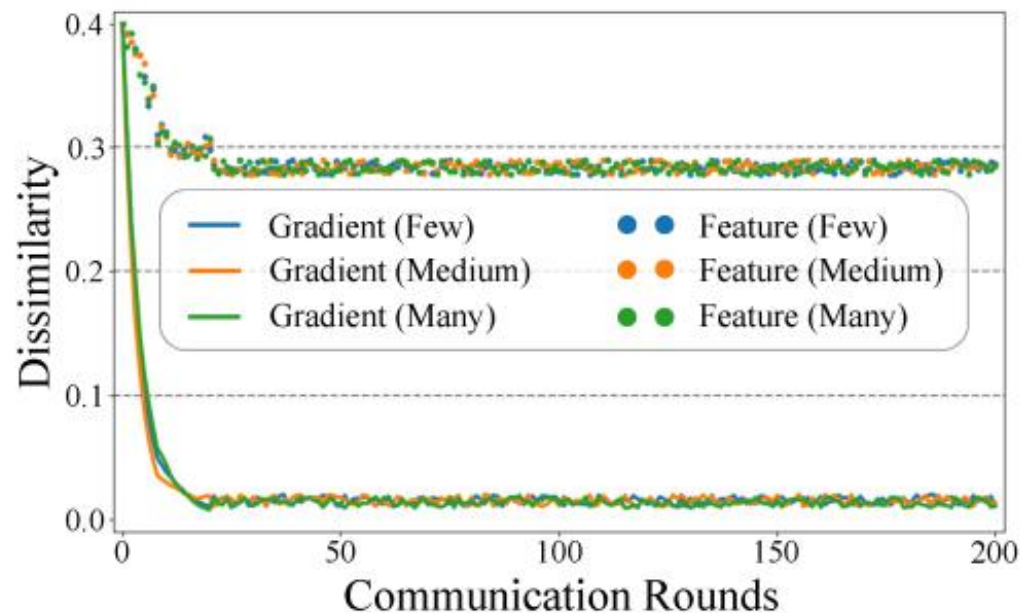 0.4
0.3
0.2
0.1
0.0
Dissimilarity
Gradient (Few)
Gradient (Medium)
Gradient (Many)
Feature (Few)
Feature (Medium)
Feature (Many)
0 50 100 150 200
Communication Rounds